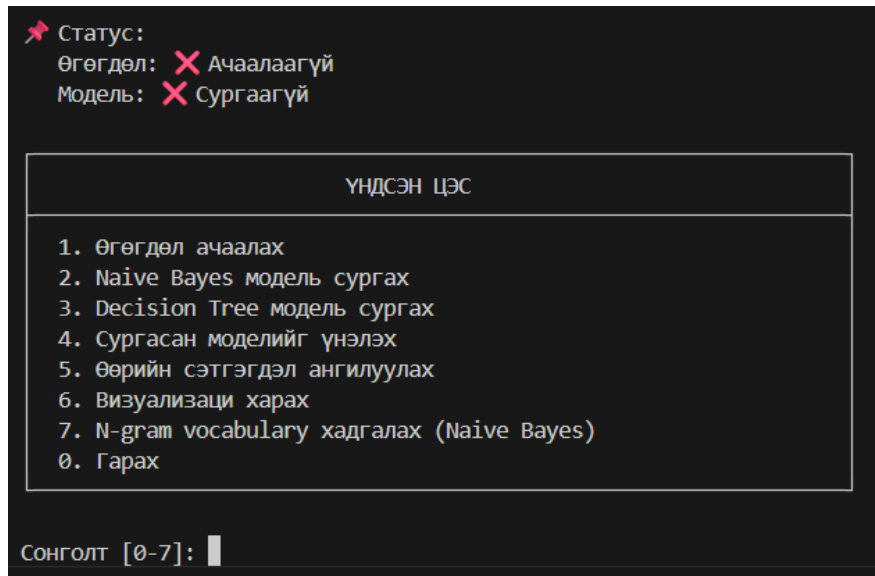 📌 Статус:
Өгөгдөл: ❌ Ачаалаагүй
Модель: ❌ Сургаагүй
ҮНДСЭН ЦЭС
1. Өгөгдөл ачаалах
2. Naive Bayes модель сургах
3. Decision Tree модель сургах
4. Сургасан моделийг үнэлэх
5. Өөрийн сэтгэгдэл ангилуулах
6. Визуализаци харах
7. N-gram vocabulary хадгалах (Naive Bayes)
0. Гарах
Сонголт [0-7]: